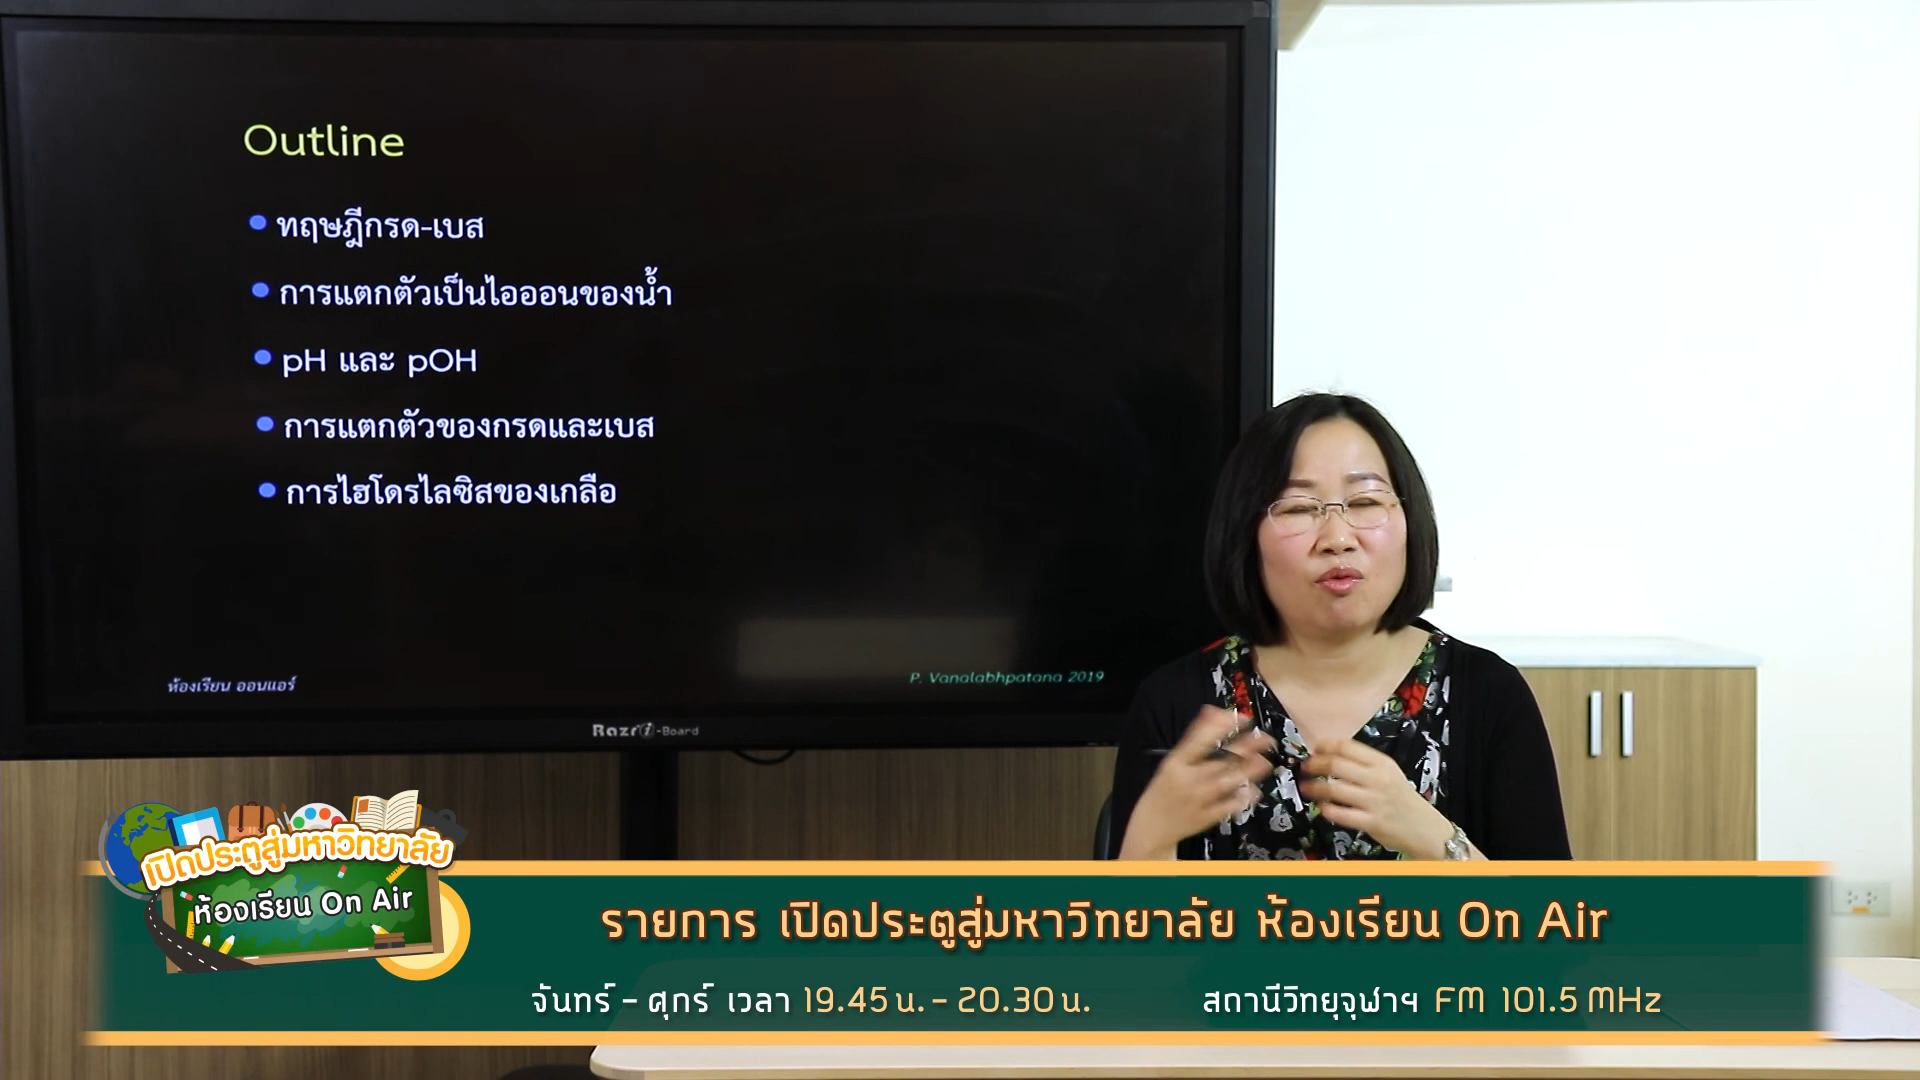 Outline
ทฤษฎีกรด-เบส
การแตกตัวเป็นไอออนของน้ำ
pH และ pOH
การแตกตัวของกรดและเบส
การไฮโดรไลซิสของเกลือ
ห้องเรียน ออนแอร์
P. Vanalabhpatana 2019
Razr i-Board
เปิดประตูสู่มหาวิทยาลัย
ห้องเรียน On Air
รายการ เปิดประตูสู่มหาวิทยาลัย ห้องเรียน On Air
จันทร์ - ศุกร์ เวลา 19.45 น. - 20.30 น. สถานีวิทยุจุฬาฯ FM 101.5 MHz